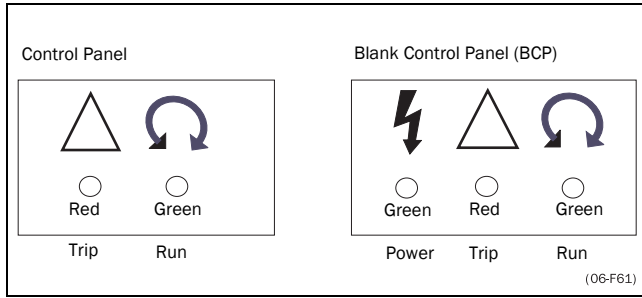 Control Panel
Blank Control Panel (BCP)
Red Green
Green Red Green
Trip Run
Power Trip Run
(06-F61)